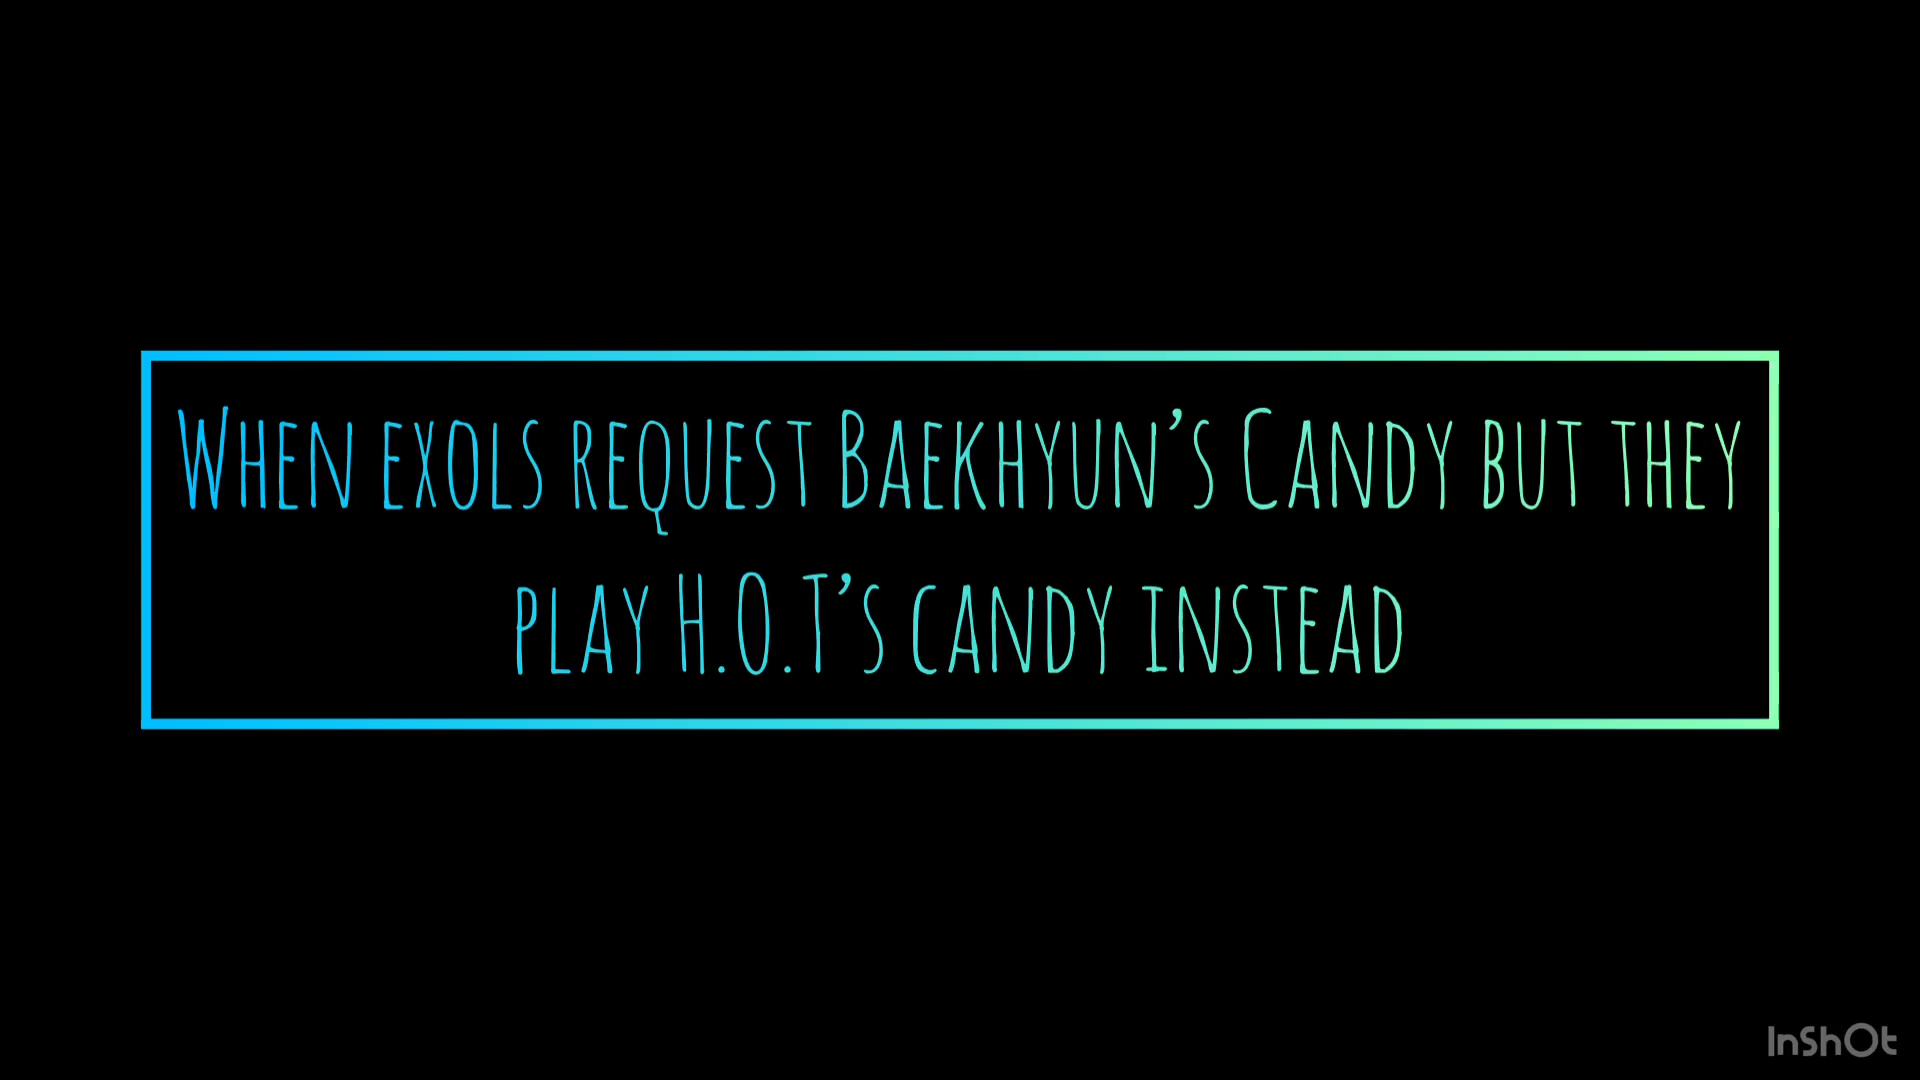 When exols request Baekhyun’s Candy but they
play H.O.T’s candy instead
InShOt